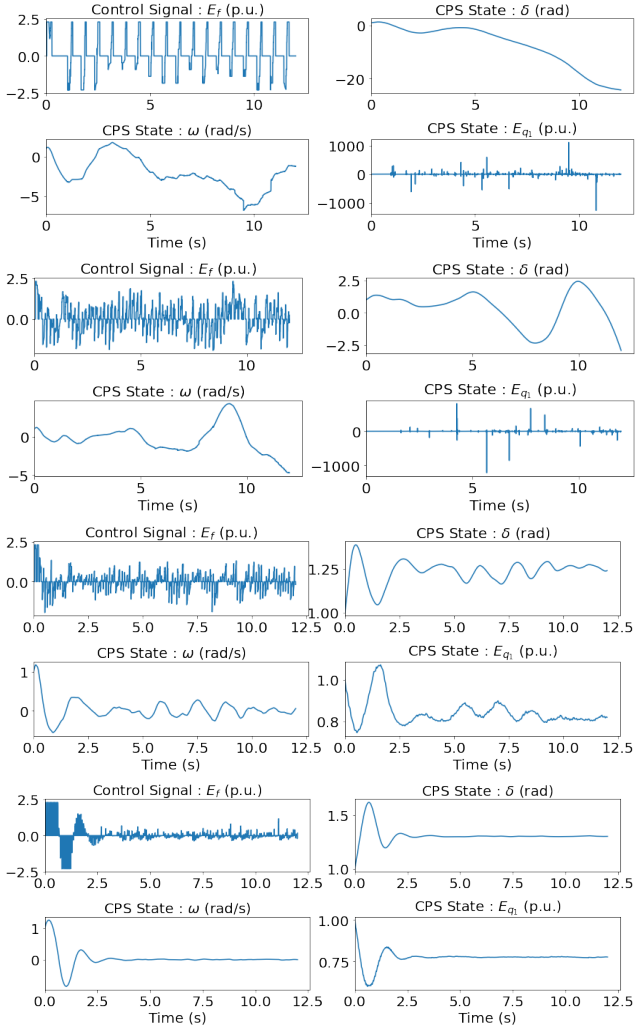 Control Signal : E_f (p.u.)
CPS State : δ (rad)
2.5
0.0
−2.5
0
−20
0 5 10
0 5 10
CPS State : ω (rad/s)
CPS State : E_q1 (p.u.)
0
−5
1000
0
−1000
0 5 10
0 5 10
Time (s)
Time (s)
Control Signal : E_f (p.u.)
CPS State : δ (rad)
2.5
0.0
2.5
0.0
−2.5
0 5 10
0 5 10
CPS State : ω (rad/s)
CPS State : E_q1 (p.u.)
0
−5
0
−1000
0 5 10
0 5 10
Time (s)
Time (s)
Control Signal : E_f (p.u.)
CPS State : δ (rad)
2.5
0.0
1.25
1.00
0.0 2.5 5.0 7.5 10.0 12.5
0.0 2.5 5.0 7.5 10.0 12.5
CPS State : ω (rad/s)
CPS State : E_q1 (p.u.)
1
0
1.0
0.8
0.0 2.5 5.0 7.5 10.0 12.5
0.0 2.5 5.0 7.5 10.0 12.5
Time (s)
Time (s)
Control Signal : E_f (p.u.)
CPS State : δ (rad)
2.5
0.0
−2.5
1.5
1.0
0.0 2.5 5.0 7.5 10.0 12.5
0.0 2.5 5.0 7.5 10.0 12.5
CPS State : ω (rad/s)
CPS State : E_q1 (p.u.)
1
0
1.00
0.75
0.0 2.5 5.0 7.5 10.0 12.5
0.0 2.5 5.0 7.5 10.0 12.5
Time (s)
Time (s)